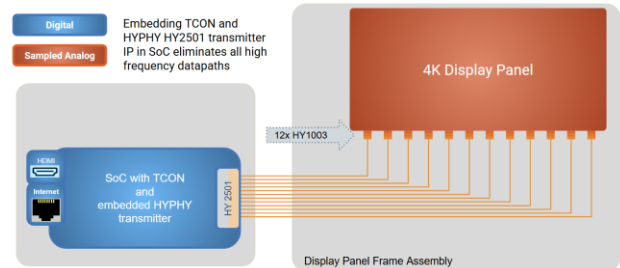 Digital
Sampled Analog
Embedding TCON and
HYPHY HY2501 transmitter
IP in SoC eliminates all high
frequency datapaths
4K Display Panel
12x HY1003
HDMI
Internet
SoC with TCON
and
embedded HYPHY
transmitter
HY 2501
Display Panel Frame Assembly